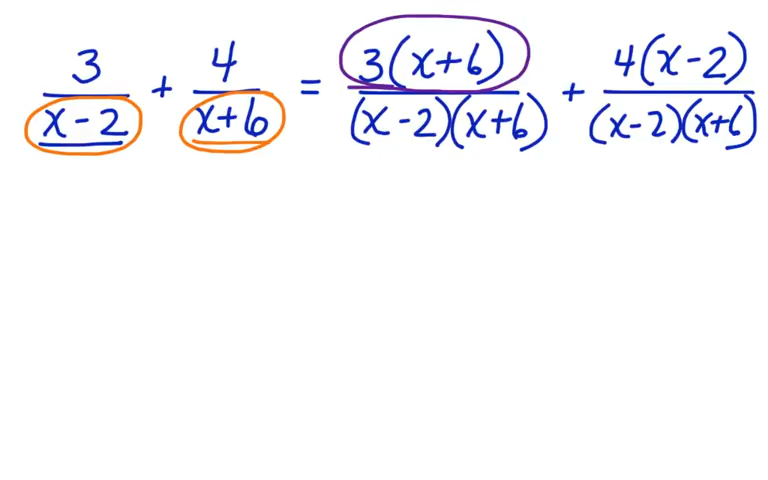 3/(x-2) + 4/(x+6) = 3(x+6)/((x-2)(x+6)) + 4(x-2)/((x-2)(x+6))